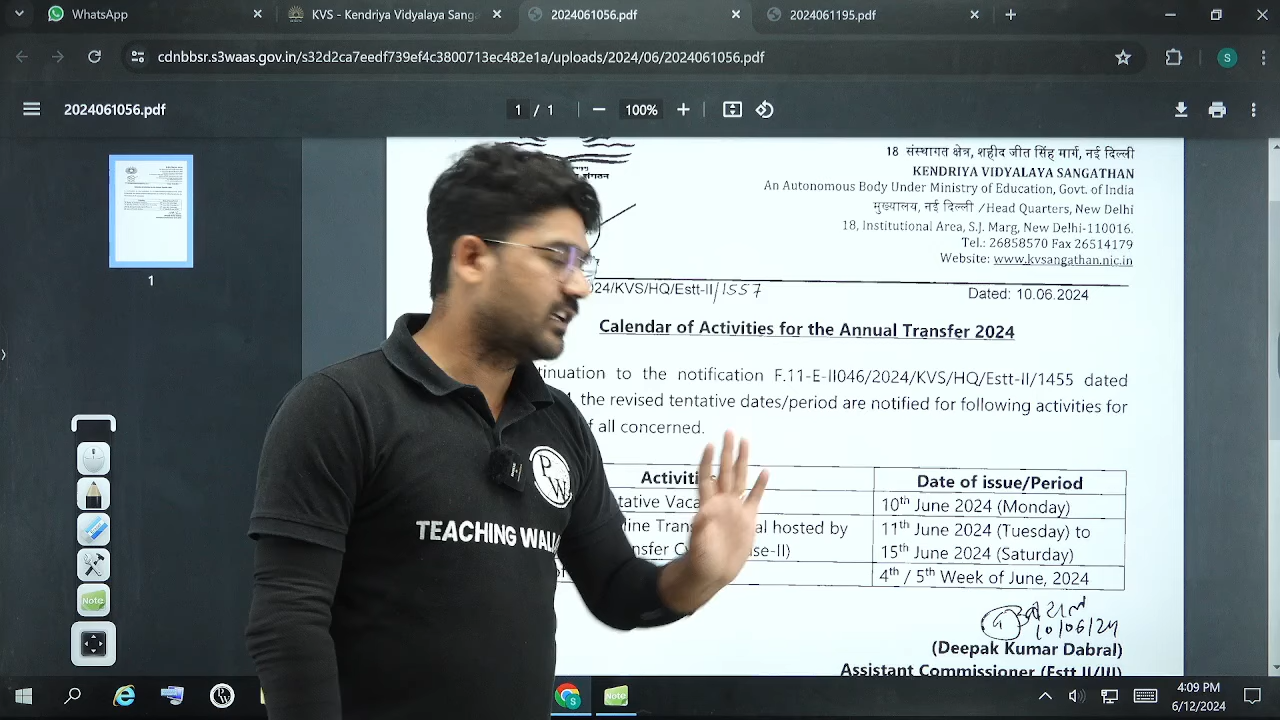 WhatsApp
KVS - Kendriya Vidyalaya Sang
2024061056.pdf
2024061195.pdf
cdnbbsr.s3waas.gov.in/s32d2ca7eedf739ef4c3800713ec482e1a/uploads/2024/06/2024061056.pdf
S
2024061056.pdf
1 / 1
100%
18 संस्थागत क्षेत्र, शहीद जीत सिंह मार्ग, नई दिल्ली
KENDRIYA VIDYALAYA SANGATHAN
An Autonomous Body Under Ministry of Education, Govt. of India
मुख्यालय, नई दिल्ली /Head Quarters, New Delhi
18, Institutional Area, S.J. Marg, New Delhi-110016.
Tel.: 26858570 Fax 26514179
Website: www.kvsangathan.nic.in
1
024/KVS/HQ/Estt-II/1557
Dated: 10.06.2024
Calendar of Activities for the Annual Transfer 2024
tinuation to the notification F.11-E-II046/2024/KVS/HQ/Estt-II/1455 dated
the revised tentative dates/period are notified for following activities for
f all concerned.
Activiti
Date of issue/Period
tative Vaca
10th June 2024 (Monday)
line Trans al hosted by
11th June 2024 (Tuesday) to
nsfer se-II)
15th June 2024 (Saturday)
4th / 5th Week of June, 2024
10/06/24
(Deepak Kumar Dabral)
Assistant Commissioner (Estt II/III)
PW
TEACHING WAL
Note
PW
S
Note
4:09 PM
6/12/2024